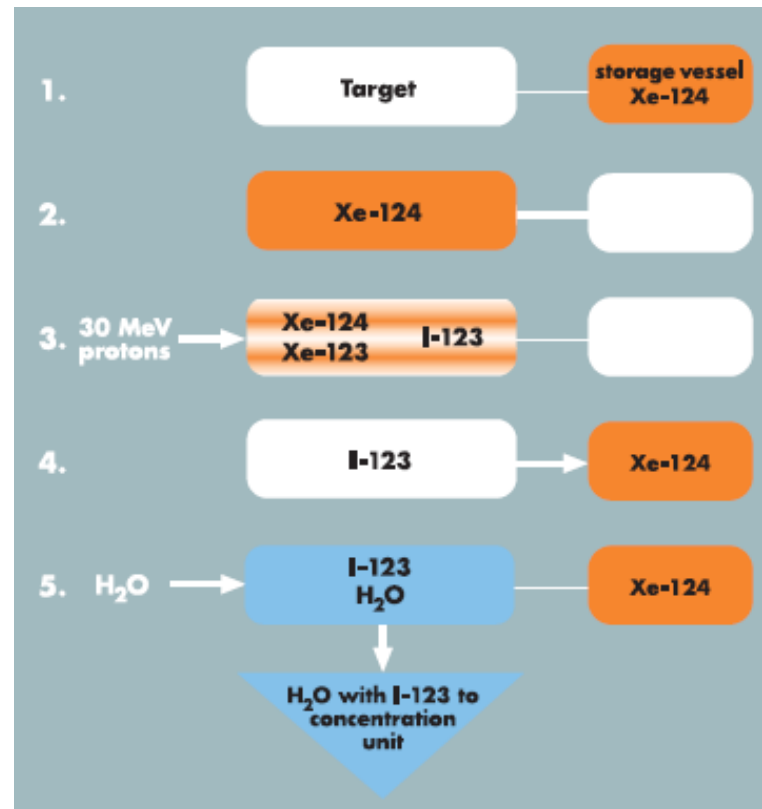 1.
Target
storage vessel
Xe-124
2.
Xe-124
3.
30 MeV
protons
Xe-124
Xe-123
I-123
4.
I-123
Xe-124
5.
H₂O
I-123
H₂O
Xe-124
H₂O with I-123 to
concentration
unit